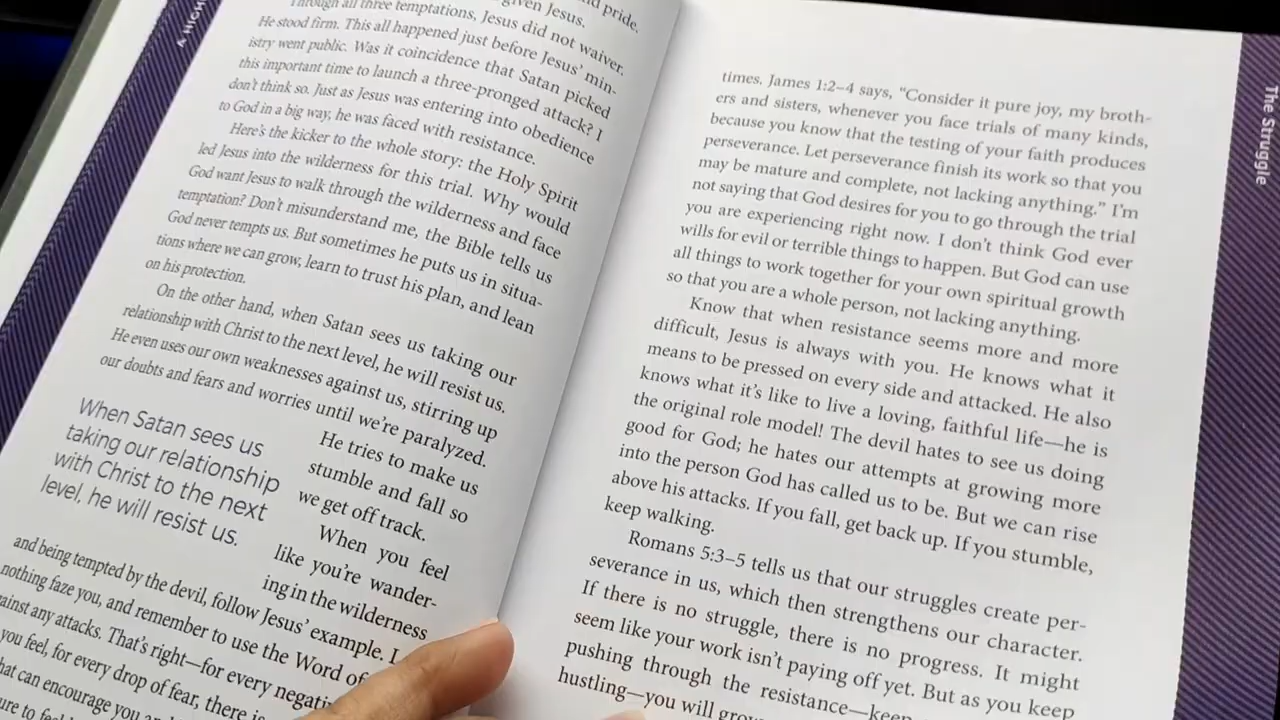 A HIGH
given Jesus.
nd pride.
Through all three temptations, Jesus did not waiver.
He stood firm. This all happened just before Jesus' min-
istry went public. Was it coincidence that Satan picked
this important time to launch a three-pronged attack? I
don't think so. Just as Jesus was entering into obedience
to God in a big way, he was faced with resistance.
Here's the kicker to the whole story: the Holy Spirit
led Jesus into the wilderness for this trial. Why would
God want Jesus to walk through the wilderness and face
temptation? Don't misunderstand me, the Bible tells us
God never tempts us. But sometimes he puts us in situa-
tions where we can grow, learn to trust his plan, and lean
on his protection.
On the other hand, when Satan sees us taking our
relationship with Christ to the next level, he will resist us.
He even uses our own weaknesses against us, stirring up
our doubts and fears and worries until we're paralyzed.
He tries to make us
stumble and fall so
we get off track.
When you feel
like you're wander-
ing in the wilderness
When Satan sees us
taking our relationship
with Christ to the next
level, he will resist us.
and being tempted by the devil, follow Jesus' example. L
nothing faze you, and remember to use the Word of
ainst any attacks. That's right—for every negati
you feel, for every drop of fear, there is
hat can encourage you
ure to feel
The Struggle
times. James 1:2–4 says, "Consider it pure joy, my broth-
ers and sisters, whenever you face trials of many kinds,
because you know that the testing of your faith produces
perseverance. Let perseverance finish its work so that you
may be mature and complete, not lacking anything." I'm
not saying that God desires for you to go through the trial
you are experiencing right now. I don't think God ever
wills for evil or terrible things to happen. But God can use
all things to work together for your own spiritual growth
so that you are a whole person, not lacking anything.
Know that when resistance seems more and more
difficult, Jesus is always with you. He knows what it
means to be pressed on every side and attacked. He also
knows what it's like to live a loving, faithful life—he is
the original role model! The devil hates to see us doing
good for God; he hates our attempts at growing more
into the person God has called us to be. But we can rise
above his attacks. If you fall, get back up. If you stumble,
keep walking.
Romans 5:3–5 tells us that our struggles create per-
severance in us, which then strengthens our character.
If there is no struggle, there is no progress. It might
seem like your work isn't paying off yet. But as you keep
pushing through the resistance—keep
hustling—you will grow